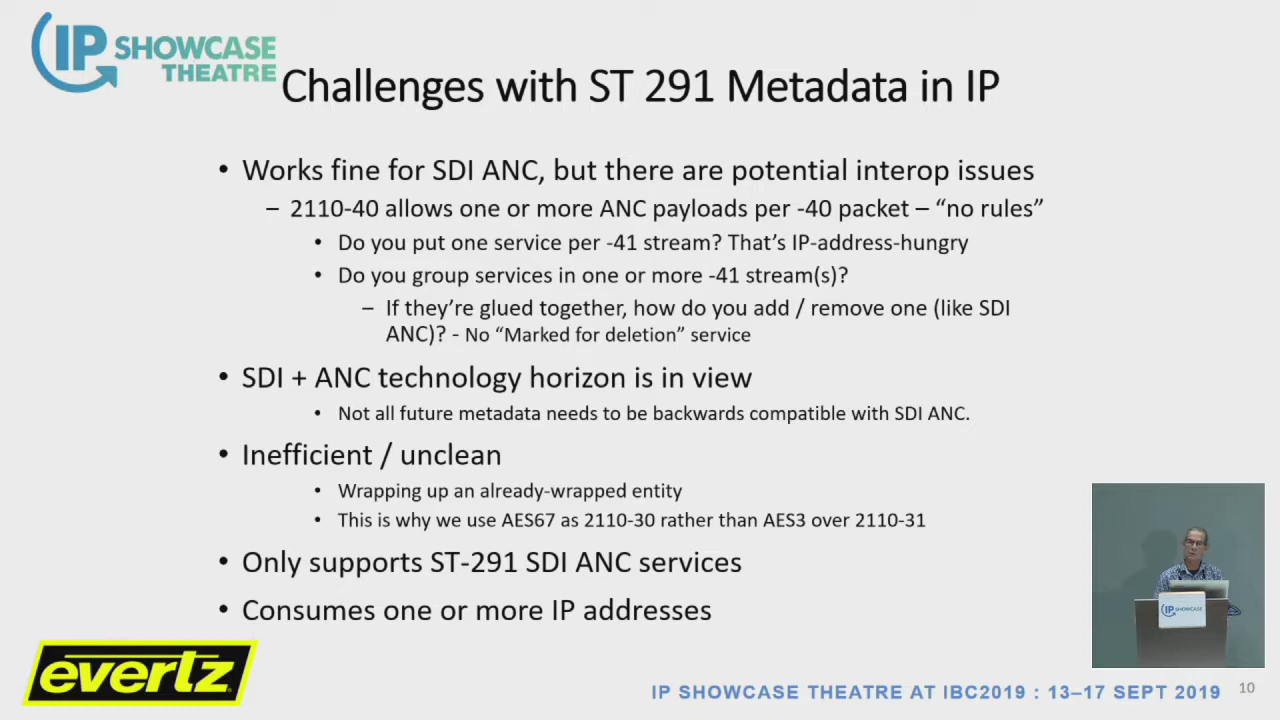 IP SHOWCASE
THEATRE
Challenges with ST 291 Metadata in IP
• Works fine for SDI ANC, but there are potential interop issues
– 2110-40 allows one or more ANC payloads per -40 packet – “no rules”
• Do you put one service per -41 stream? That’s IP-address-hungry
• Do you group services in one or more -41 stream(s)?
– If they’re glued together, how do you add / remove one (like SDI
ANC)? - No “Marked for deletion” service
• SDI + ANC technology horizon is in view
• Not all future metadata needs to be backwards compatible with SDI ANC.
• Inefficient / unclean
• Wrapping up an already-wrapped entity
• This is why we use AES67 as 2110-30 rather than AES3 over 2110-31
• Only supports ST-291 SDI ANC services
• Consumes one or more IP addresses
IP SHOWCASE
evertz
IP SHOWCASE THEATRE AT IBC2019 : 13–17 SEPT 2019
10